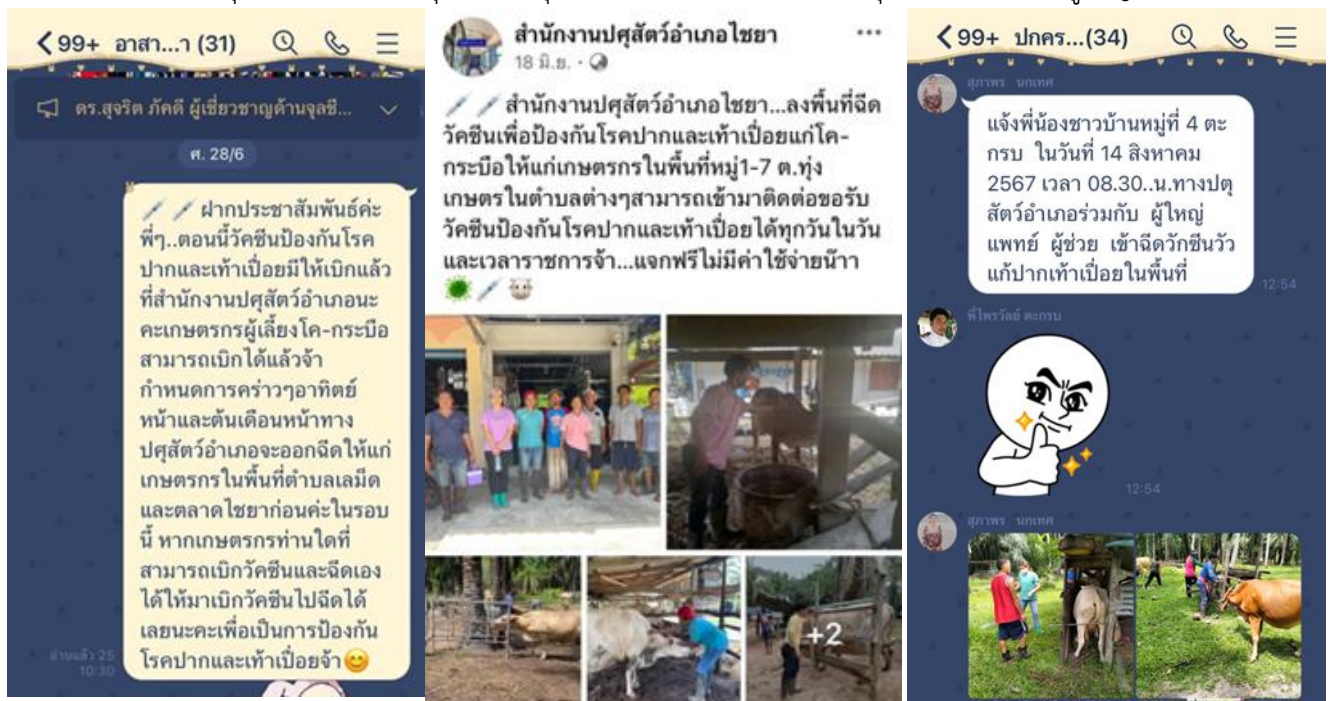 99+ อาสา...า (31)
ดร.สุจริต ภักดี ผู้เชี่ยวชาญด้านจุลชี...
ศ. 28/6
ฝากประชาสัมพันธ์ค่ะ
พี่ๆ..ตอนนี้วัคซีนป้องกันโรค
ปากและเท้าเปื่อยมีให้เบิกแล้ว
ที่สำนักงานปศุสัตว์อำเภอนะ
คะเกษตรกรผู้เลี้ยงโค-กระบือ
สามารถเบิกได้แล้วจ้า
กำหนดการคร่าวๆอาทิตย์
หน้าและต้นเดือนหน้าทาง
ปศุสัตว์อำเภอจะออกฉีดให้แก่
เกษตรกรในพื้นที่ตำบลเลม็ด
และตลาดไชยาก่อนค่ะในรอบ
นี้ หากเกษตรกรท่านใดที่
สามารถเบิกวัคซีนและฉีดเอง
ได้ให้มาเบิกวัคซีนไปฉีดได้
เลยนะคะเพื่อเป็นการป้องกัน
โรคปากและเท้าเปื่อยจ้า😊
อ่านแล้ว 25
10:30
สำนักงานปศุสัตว์อำเภอไชยา
18 มิ.ย.
สำนักงานปศุสัตว์อำเภอไชยา...ลงพื้นที่ฉีด
วัคซีนเพื่อป้องกันโรคปากและเท้าเปื่อยแก่โค-
กระบือให้แก่เกษตรกรในพื้นที่หมู่1-7 ต.ทุ่ง
เกษตรในตำบลต่างๆสามารถเข้ามาติดต่อขอรับ
วัคซีนป้องกันโรคปากและเท้าเปื่อยได้ทุกวันในวัน
และเวลาราชการจ้า...แจกฟรีไม่มีค่าใช้จ่ายน๊าา
+2
99+ ปกคร...(34)
สุภาพร นกเทศ
แจ้งพี่น้องชาวบ้านหมู่ที่ 4 ตะ
กรบ ในวันที่ 14 สิงหาคม
2567 เวลา 08.30..น.ทางปตุ
สัตว์อำเภอร่วมกับ ผู้ใหญ่
แพทย์ ผู้ช่วย เข้าฉีดวักซีนวัว
แก้ปากเท้าเปื่อยในพื้นที่
12:54
พี่ไพรวัลย์ ตะกรบ
12:54
สุภาพร นกเทศ